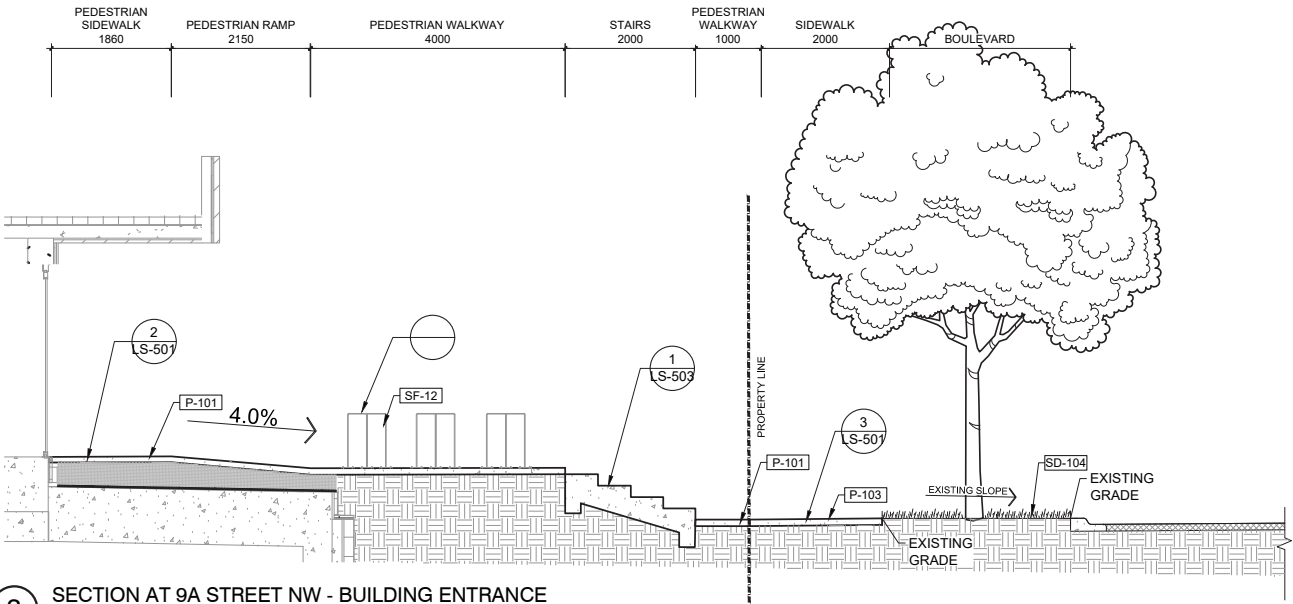 PEDESTRIAN
SIDEWALK
1860
PEDESTRIAN RAMP
2150
PEDESTRIAN WALKWAY
4000
STAIRS
2000
PEDESTRIAN
WALKWAY
1000
SIDEWALK
2000
BOULEVARD
2
LS-501
P-101
4.0%
SF-12
1
LS-503
PROPERTY LINE
3
LS-501
P-101
P-103
EXISTING SLOPE
SD-104
EXISTING
GRADE
EXISTING
GRADE
SECTION AT 9A STREET NW - BUILDING ENTRANCE